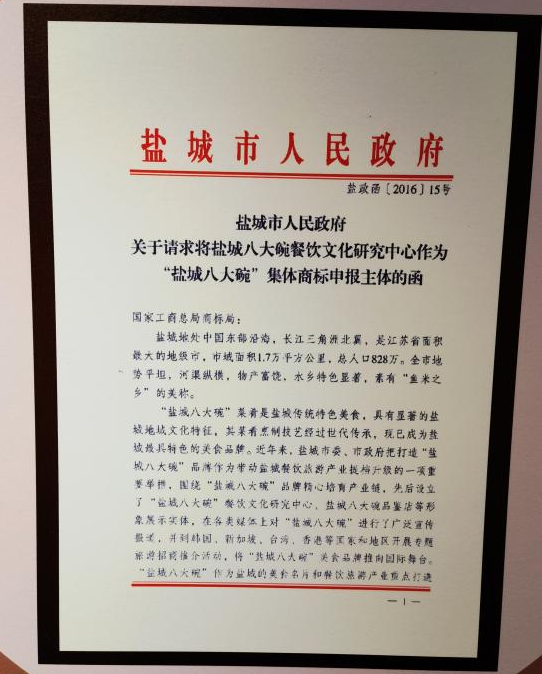 盐城市人民政府
盐政函〔2016〕15号
盐城市人民政府
关于请求将盐城八大碗餐饮文化研究中心作为
“盐城八大碗”集体商标申报主体的函
国家工商总局商标局：
盐城地处中国东部沿海，长江三角洲北翼，是江苏省面积
最大的地级市，市域面积1.7万平方公里，总人口828万。全市地
势平坦，河渠纵横，物产富饶，水乡特色显著，素有“鱼米之
乡”的美称。
“盐城八大碗”菜肴是盐城传统特色美食，具有显著的盐
城地域文化特征，其菜肴烹制技艺经过世代传承，现已成为盐
城最具特色的美食品牌。近年来，盐城市委、市政府把打造“盐
城八大碗”品牌作为带动盐城餐饮旅游产业提档升级的一项重
要举措，围绕“盐城八大碗”品牌精心培育产业链，先后设立
了“盐城八大碗”餐饮文化研究中心、盐城八大碗品鉴店等形
象展示实体，在各类媒体上对“盐城八大碗”进行了广泛宣传
报道，并到韩国、新加坡、台湾、香港等国家和地区开展专题
旅游招商推介活动，将“盐城八大碗”美食品牌推向国际舞台。
“盐城八大碗”作为盐城的美食名片和餐饮旅游产业重点打造
— 1 —